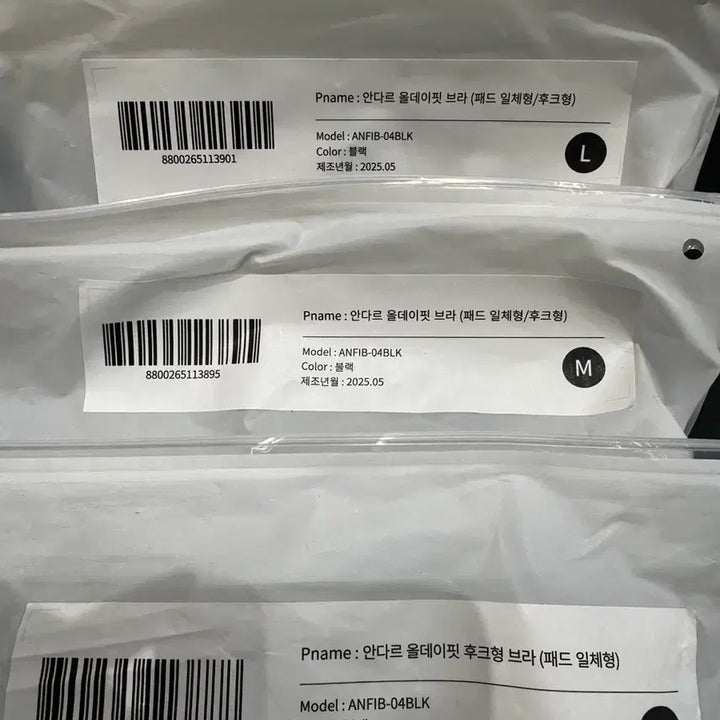 Pname : 안다르 올데이핏 브라 (패드 일체형/후크형)
Model : ANFIB-04BLK
Color : 블랙
제조년월 : 2025.05
L
8800265113901
Pname : 안다르 올데이핏 브라 (패드 일체형/후크형)
Model : ANFIB-04BLK
Color : 블랙
제조년월 : 2025.05
M
8800265113895
Pname : 안다르 올데이핏 후크형 브라 (패드 일체형)
Model : ANFIB-04BLK